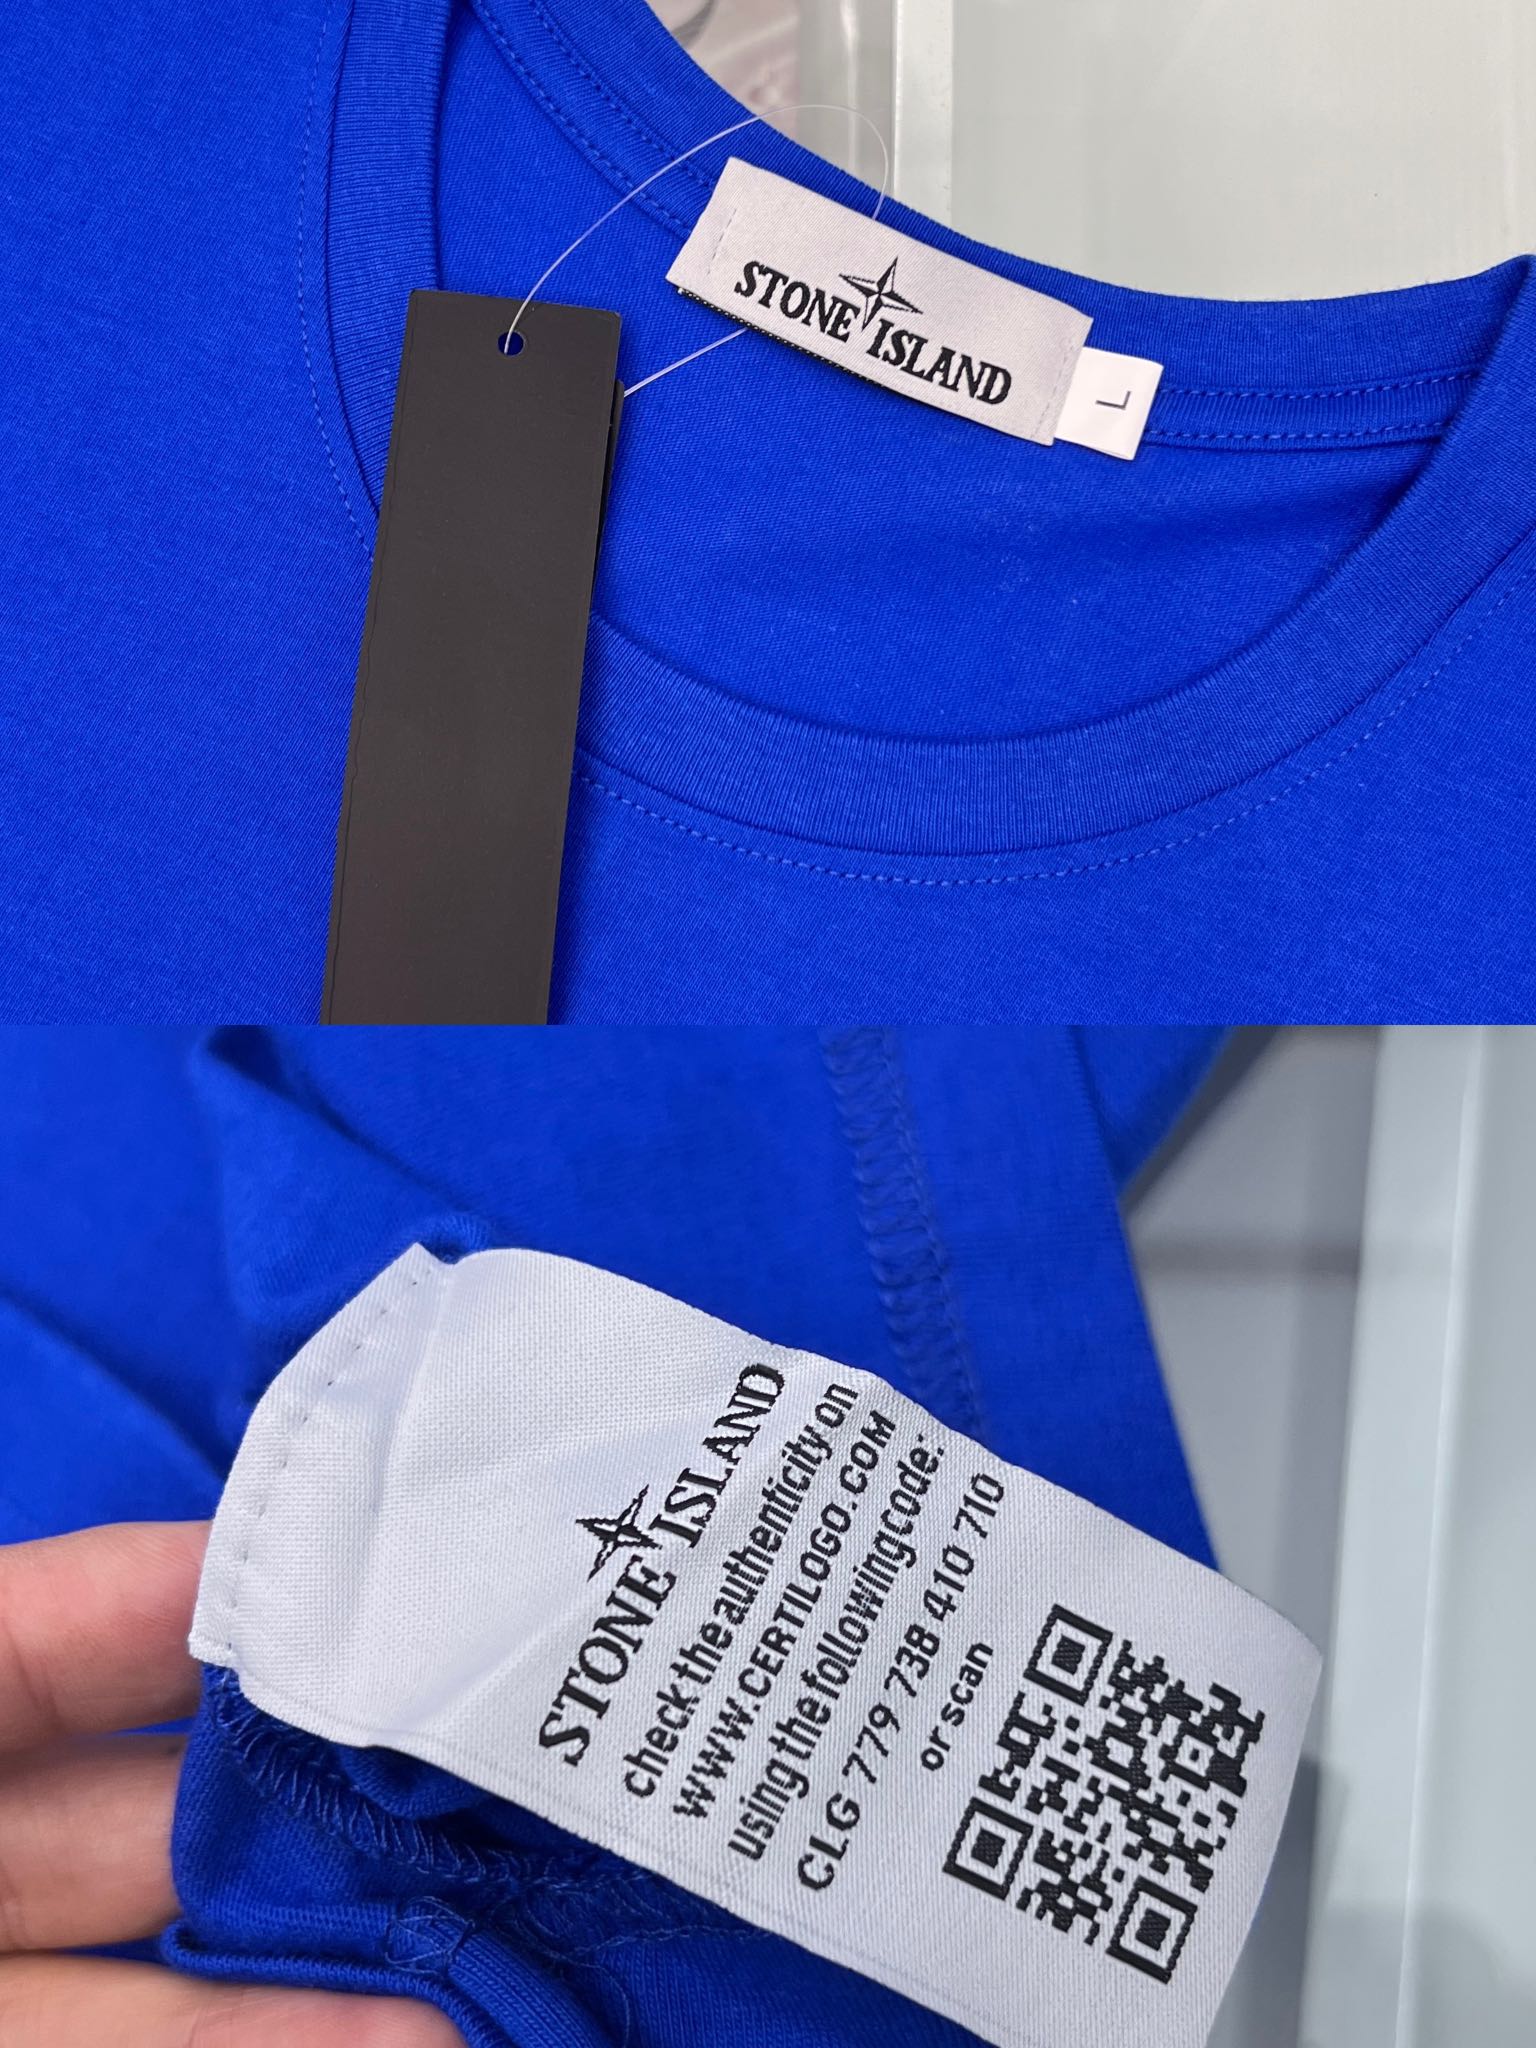 STONE ISLAND
L
STONE ISLAND
check the authenticity on
WWW.CERTILOGO.COM
using the following code:
CLG 779 738 410 710
or scan